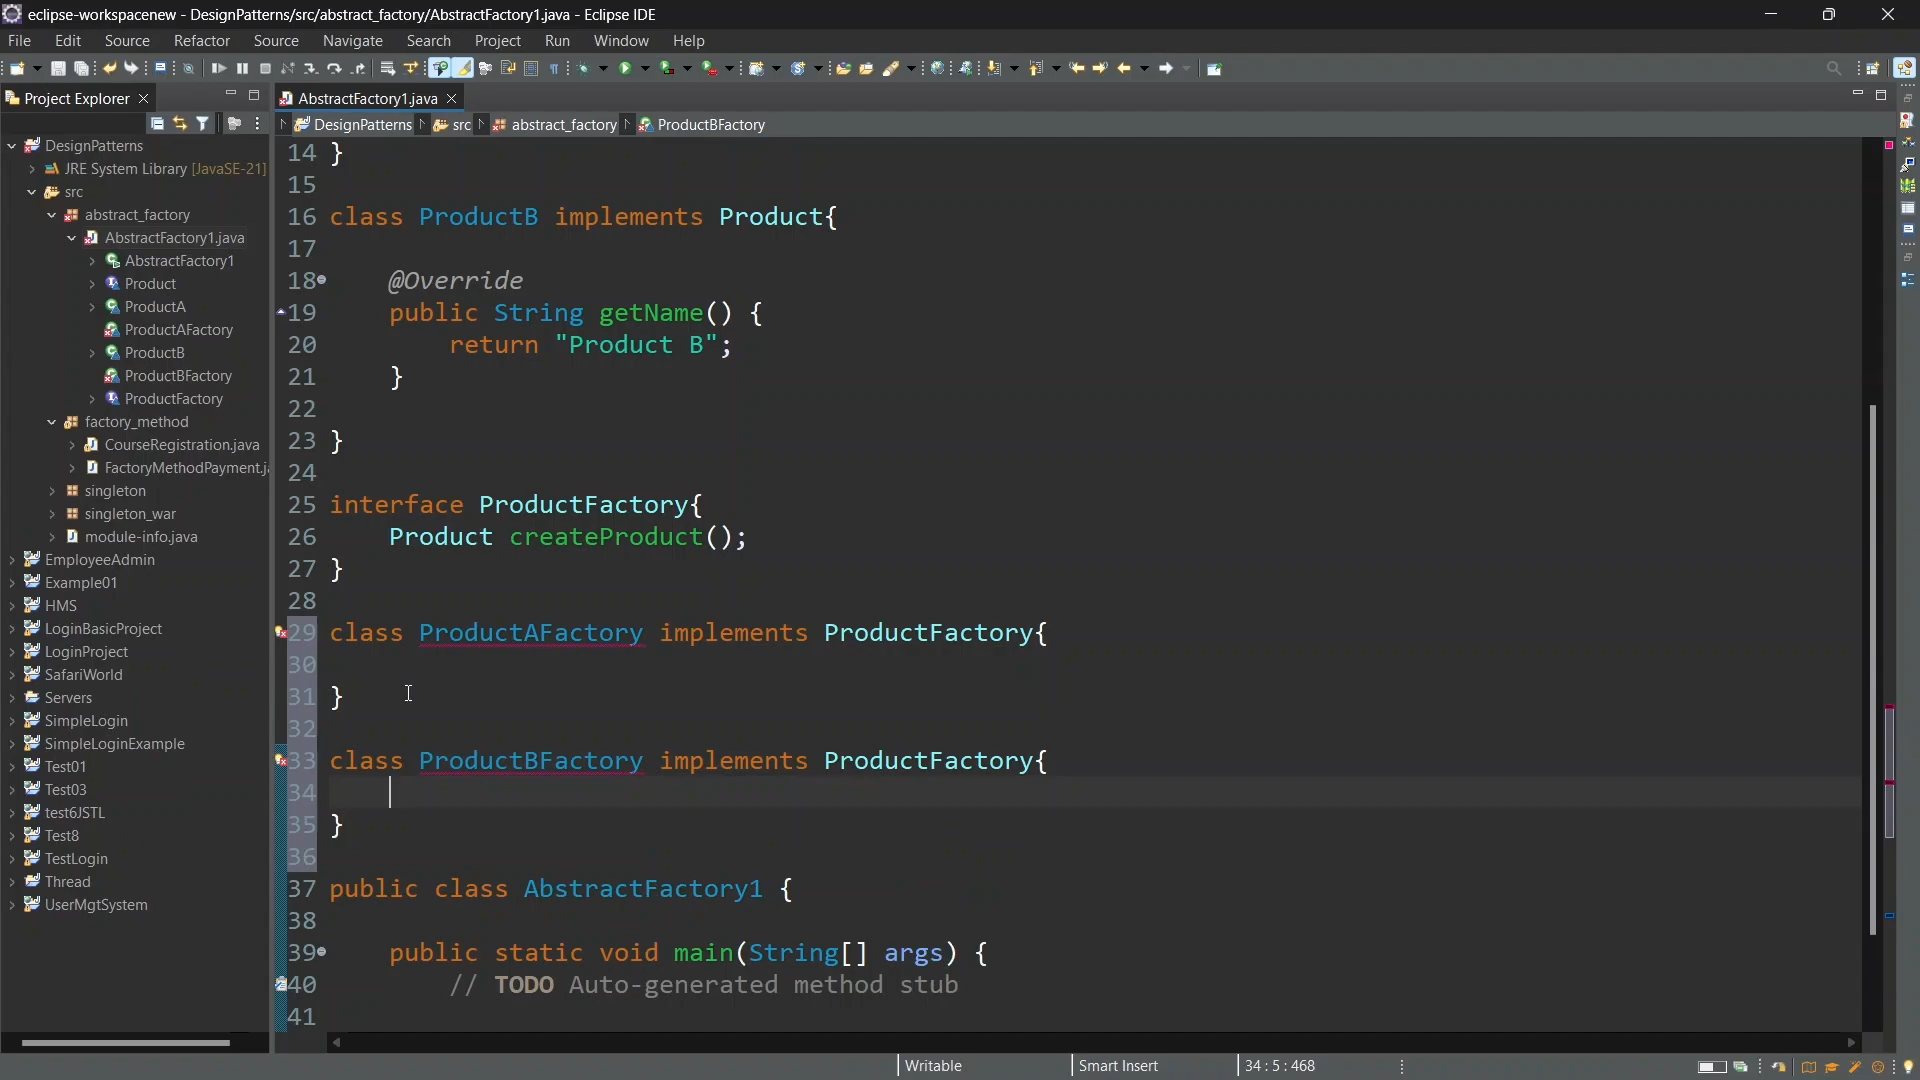 eclipse-workspacenew - DesignPatterns/src/abstract_factory/AbstractFactory1.java - Eclipse IDE
File Edit Source Refactor Source Navigate Search Project Run Window Help
Project Explorer
AbstractFactory1.java
DesignPatterns src abstract_factory ProductBFactory
DesignPatterns
JRE System Library [JavaSE-21]
src
abstract_factory
AbstractFactory1.java
AbstractFactory1
Product
ProductA
ProductAFactory
ProductB
ProductBFactory
ProductFactory
factory_method
CourseRegistration.java
FactoryMethodPayment.ja
singleton
singleton_war
module-info.java
EmployeeAdmin
Example01
HMS
LoginBasicProject
LoginProject
SafariWorld
Servers
SimpleLogin
SimpleLoginExample
Test01
Test03
test6JSTL
Test8
TestLogin
Thread
UserMgtSystem
14 }
15
16 class ProductB implements Product{
17
18 @Override
19 public String getName() {
20 return "Product B";
21 }
22
23 }
24
25 interface ProductFactory{
26 Product createProduct();
27 }
28
29 class ProductAFactory implements ProductFactory{
30
31 }
32
33 class ProductBFactory implements ProductFactory{
34
35 }
36
37 public class AbstractFactory1 {
38
39 public static void main(String[] args) {
40 // TODO Auto-generated method stub
41
Writable Smart Insert 34 : 5 : 468